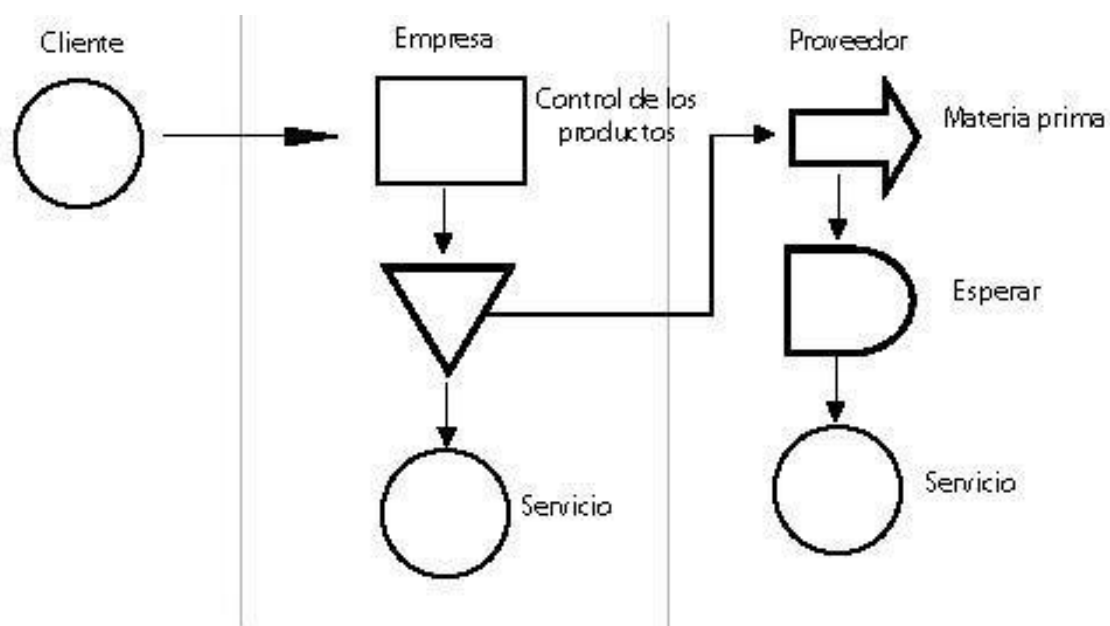 Cliente
Empresa
Proveedor
Control de los
productos
Materia prima
Esperar
Servicio
Servicio